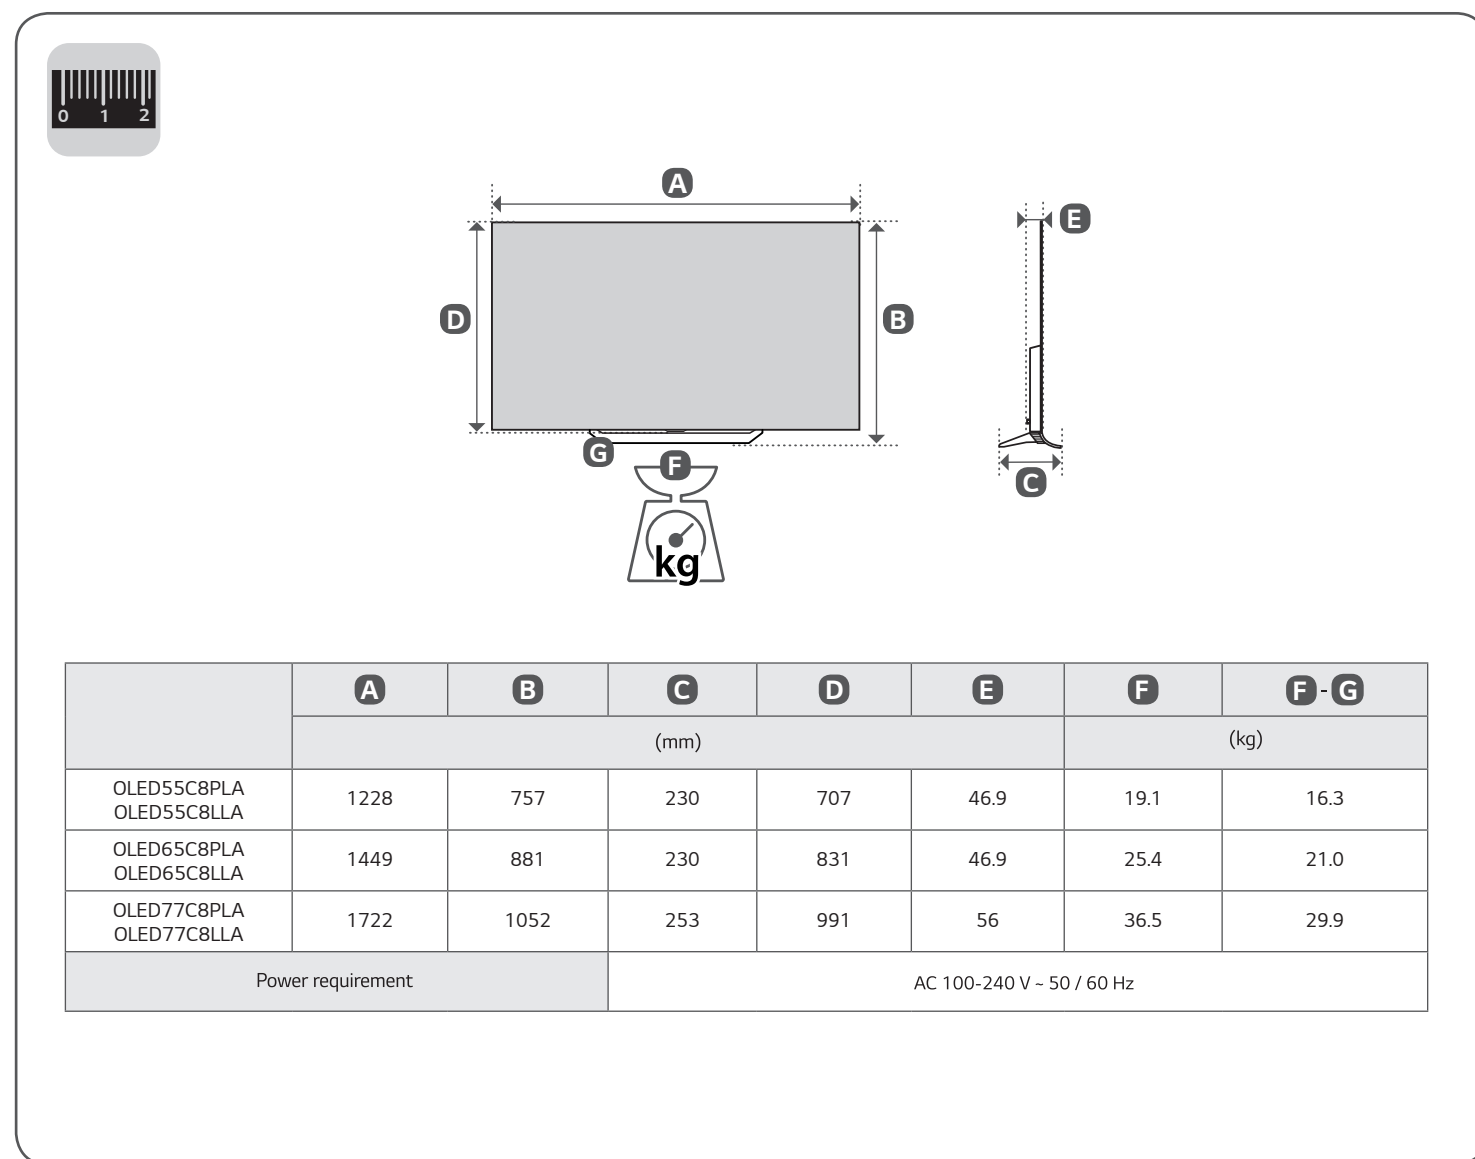 0 1 2
A
E
D
B
G
F
C
kg
A B C D E F F - G
(mm) (kg)
OLED55C8PLA
OLED55C8LLA
1228 757 230 707 46.9 19.1 16.3
OLED65C8PLA
OLED65C8LLA
1449 881 230 831 46.9 25.4 21.0
OLED77C8PLA
OLED77C8LLA
1722 1052 253 991 56 36.5 29.9
Power requirement AC 100-240 V ~ 50 / 60 Hz